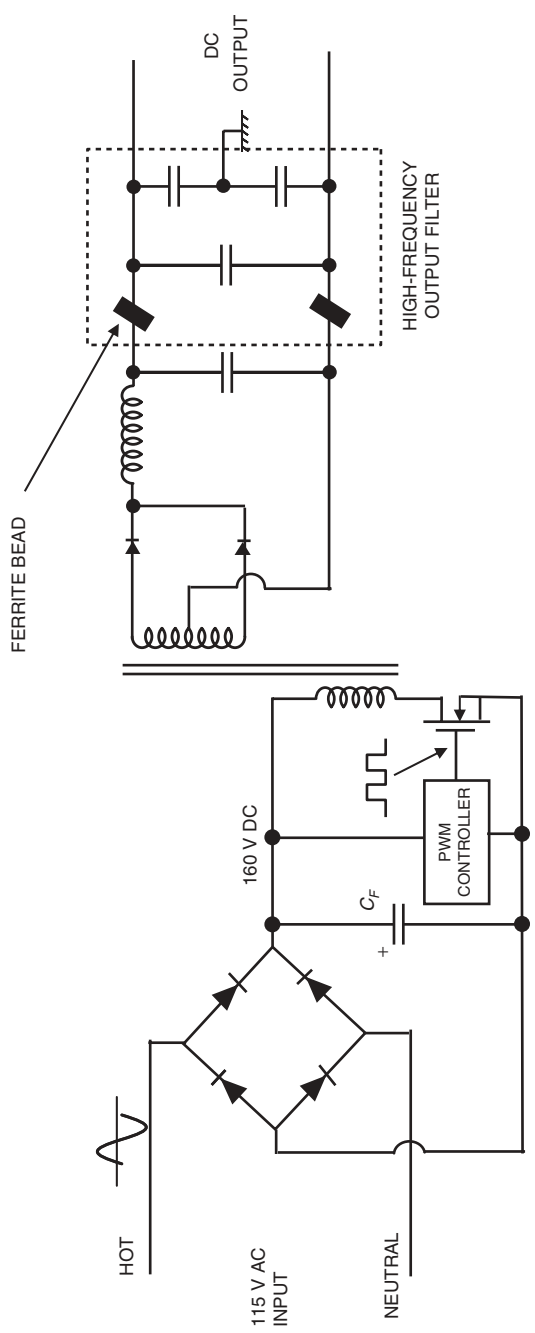 HOT
115 V AC
INPUT
NEUTRAL
160 V DC
+
C_F
PWM
CONTROLLER
FERRITE BEAD
HIGH-FREQUENCY
OUTPUT FILTER
DC
OUTPUT